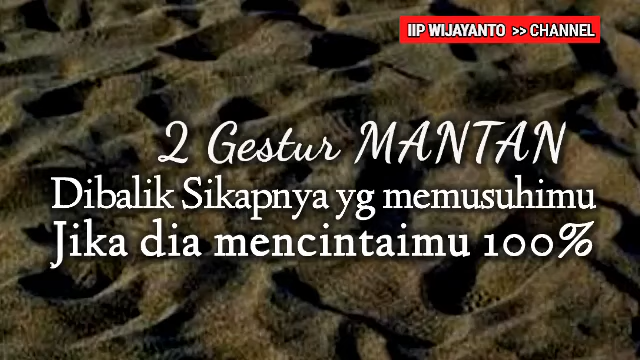 IIP WIJAYANTO >> CHANNEL
2 Gestur MANTAN
Dibalik Sikapnya yg memusuhimu
Jika dia mencintaimu 100%